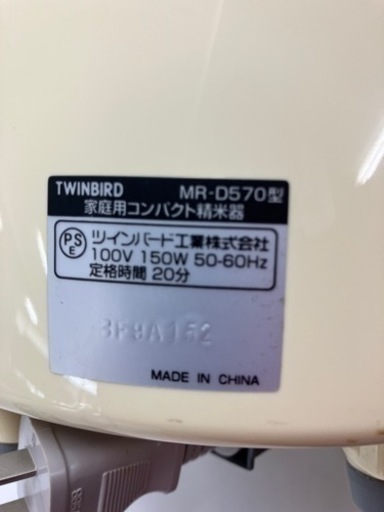 TWINBIRD MR-D570型
家庭用コンパクト精米器
PSE ツインバード工業株式会社
100V 150W 50-60Hz
定格時間 20分
MADE IN CHINA